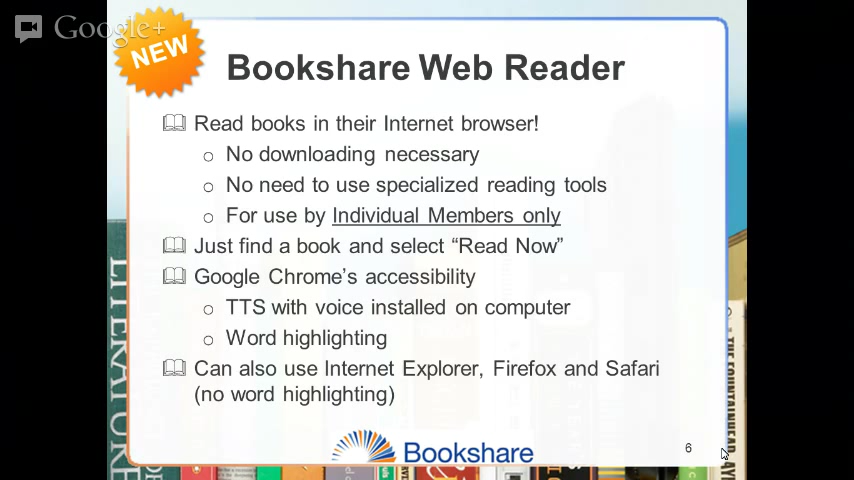 Google+
NEW
Bookshare Web Reader
Read books in their Internet browser!
No downloading necessary
No need to use specialized reading tools
For use by Individual Members only
Just find a book and select “Read Now”
Google Chrome’s accessibility
TTS with voice installed on computer
Word highlighting
Can also use Internet Explorer, Firefox and Safari
(no word highlighting)
Bookshare
6
LITERATURE
THE FOUNTAINHEAD